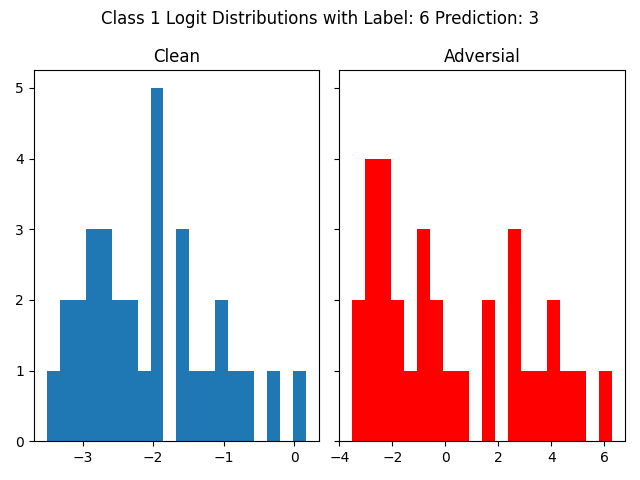 Class 1 Logit Distributions with Label: 6 Prediction: 3
Clean
Adversial
5
4
3
2
1
0
−3 −2 −1 0
−4 −2 0 2 4 6